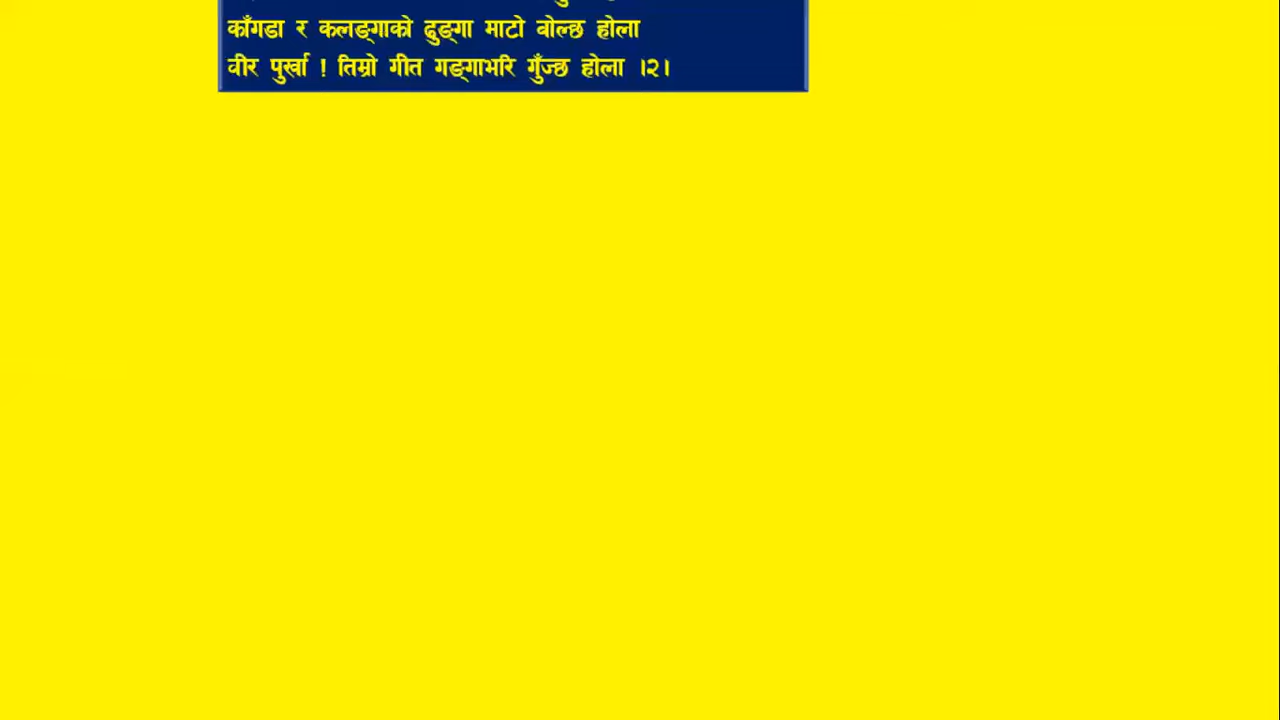 काँगडा र कलङ्गाको ढुङ्गा माटो बोल्छ होला
वीर पुर्खा ! तिम्रो गीत गङ्गाभरि गुँज्छ होला ।२।